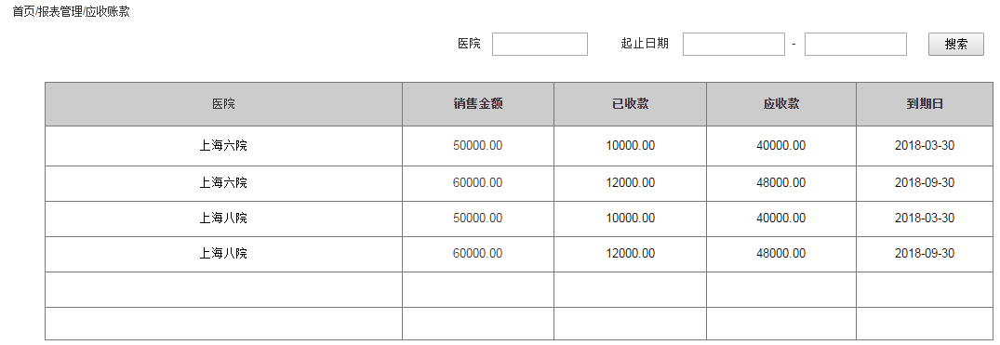 首页/报表管理/应收账款
医院 起止日期 - 搜索
医院 销售金额 已收款 应收款 到期日
上海六院 50000.00 10000.00 40000.00 2018-03-30
上海六院 60000.00 12000.00 48000.00 2018-09-30
上海八院 50000.00 10000.00 40000.00 2018-03-30
上海八院 60000.00 12000.00 48000.00 2018-09-30